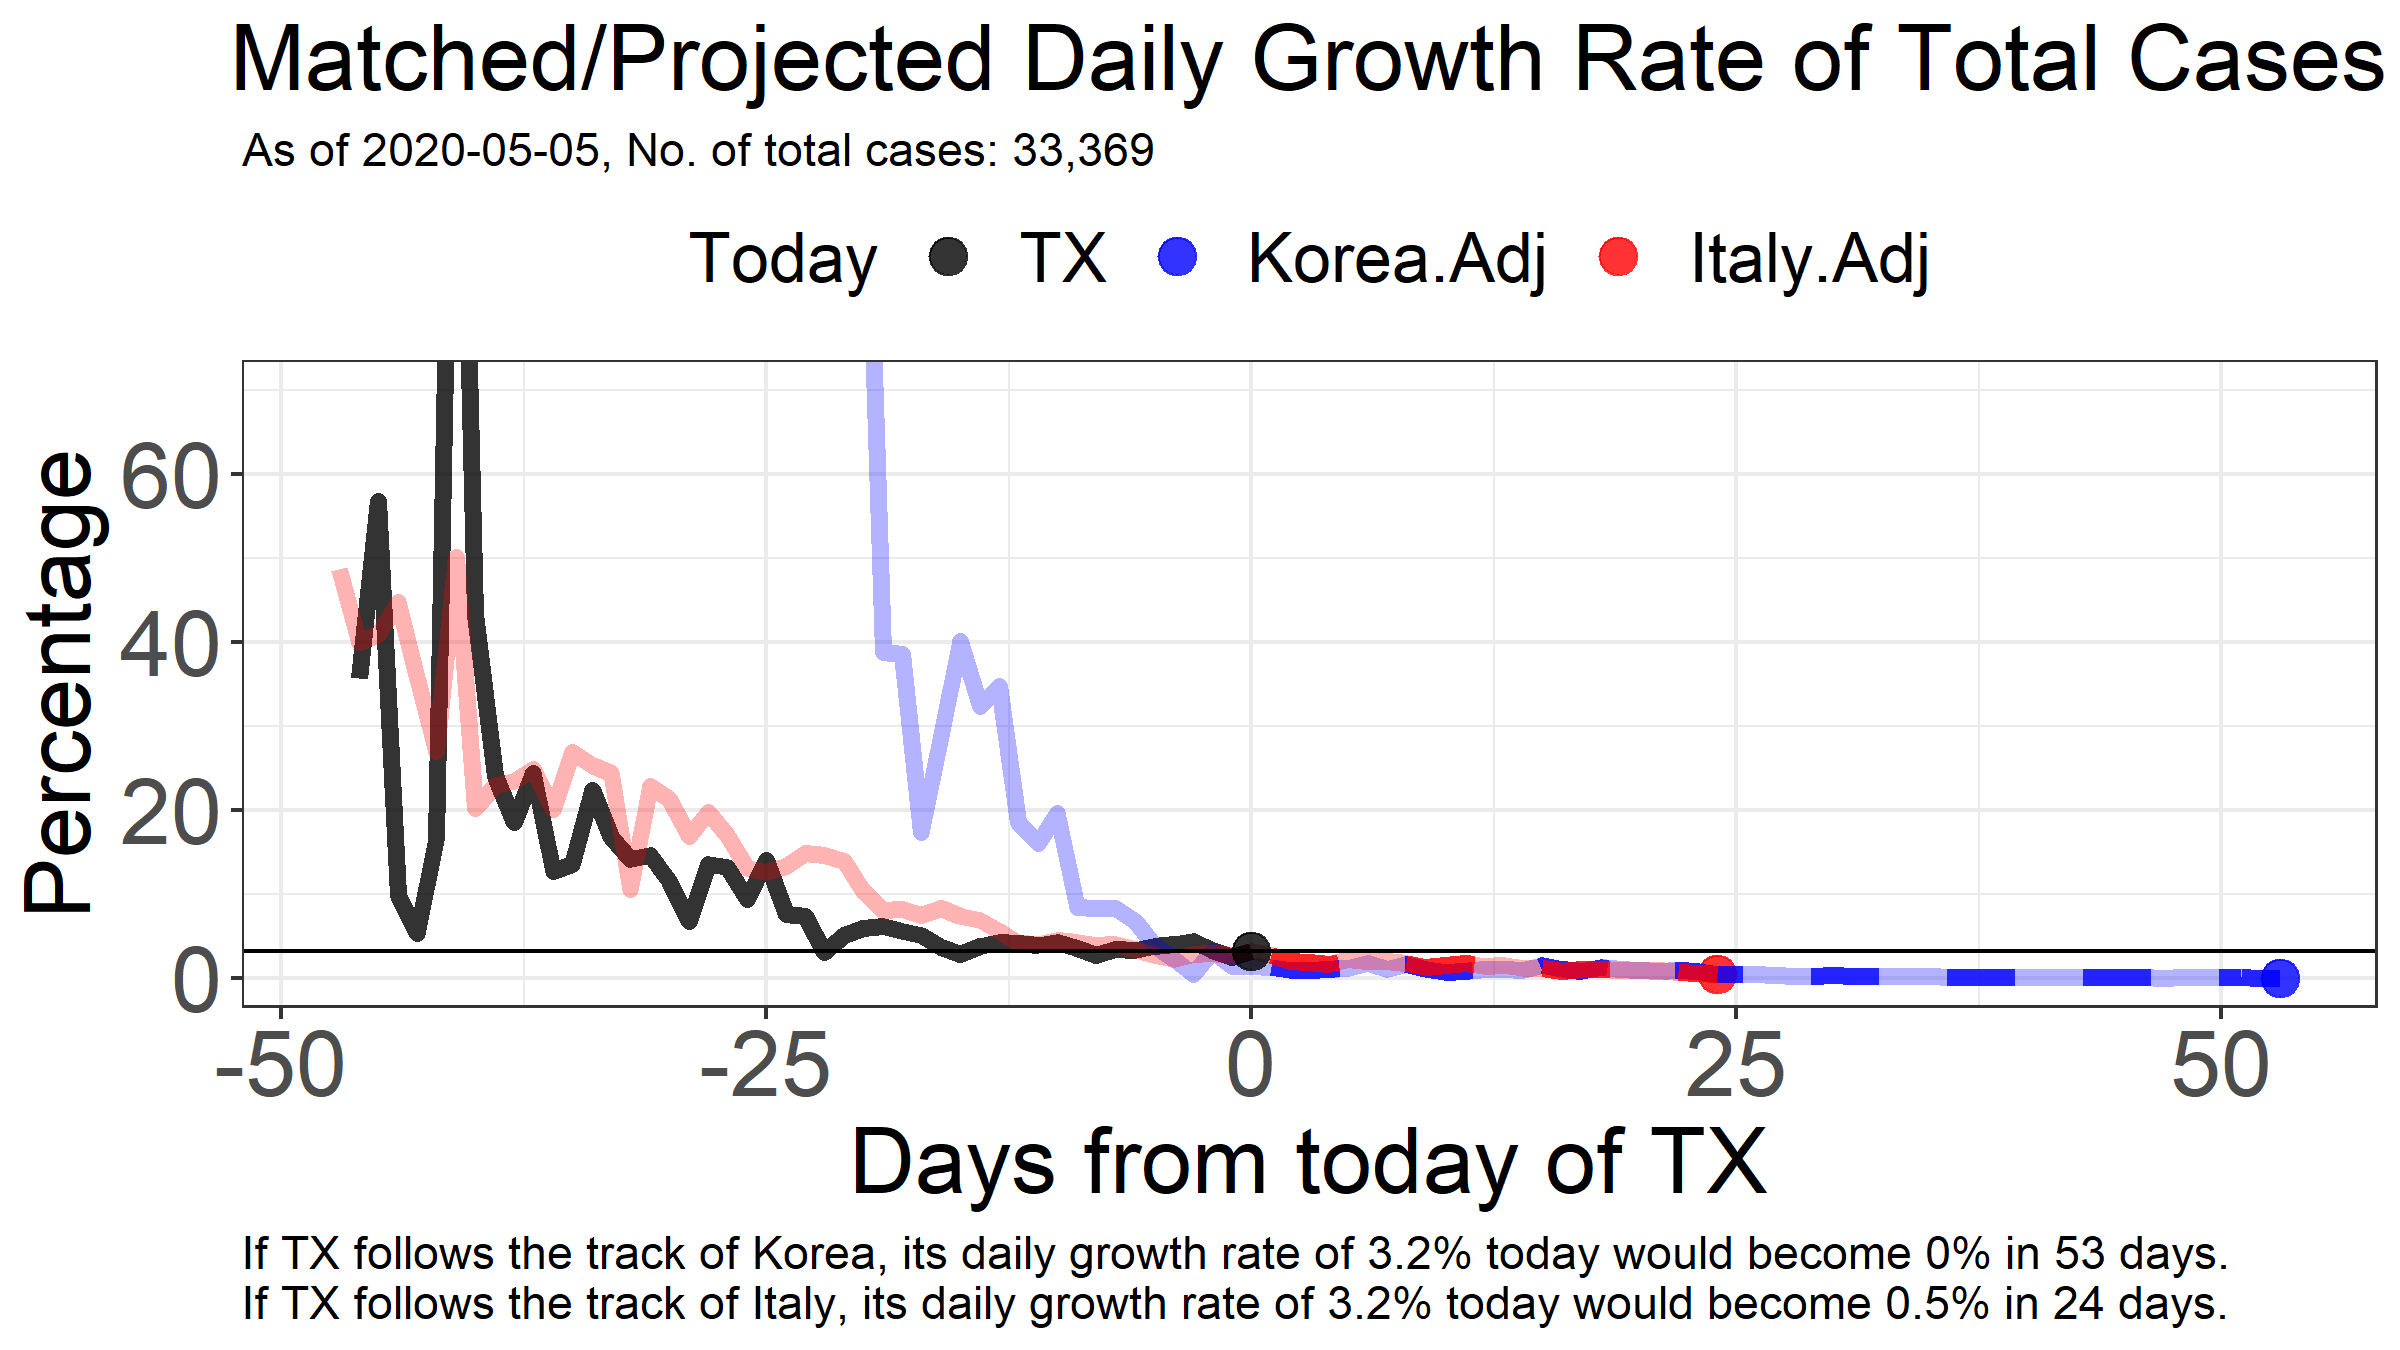 Matched/Projected Daily Growth Rate of Total Cases
As of 2020-05-05, No. of total cases: 33,369
Today TX Korea.Adj Italy.Adj
Percentage
60
40
20
0
-50 -25 0 25 50
Days from today of TX
If TX follows the track of Korea, its daily growth rate of 3.2% today would become 0% in 53 days.
If TX follows the track of Italy, its daily growth rate of 3.2% today would become 0.5% in 24 days.